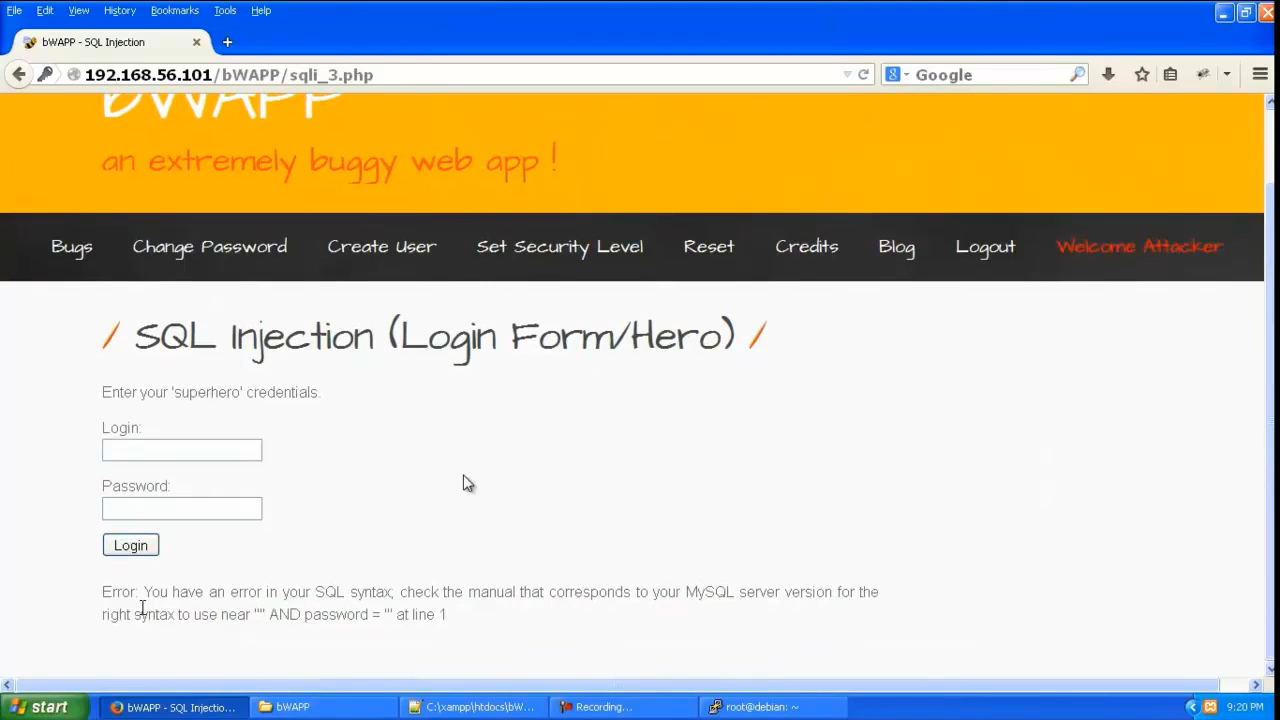 File Edit View History Bookmarks Tools Help
bWAPP - SQL Injection
192.168.56.101/bWAPP/sqli_3.php
Google
bWAPP
an extremely buggy web app !
Bugs Change Password Create User Set Security Level Reset Credits Blog Logout Welcome Attacker
/ SQL Injection (Login Form/Hero) /
Enter your 'superhero' credentials.
Login:
Password:
Login
Error: You have an error in your SQL syntax; check the manual that corresponds to your MySQL server version for the
right syntax to use near '''' AND password = ''' at line 1
start bWAPP - SQL Injectio... bWAPP C:\xampp\htdocs\bW... Recording... root@debian: ~ 9:20 PM